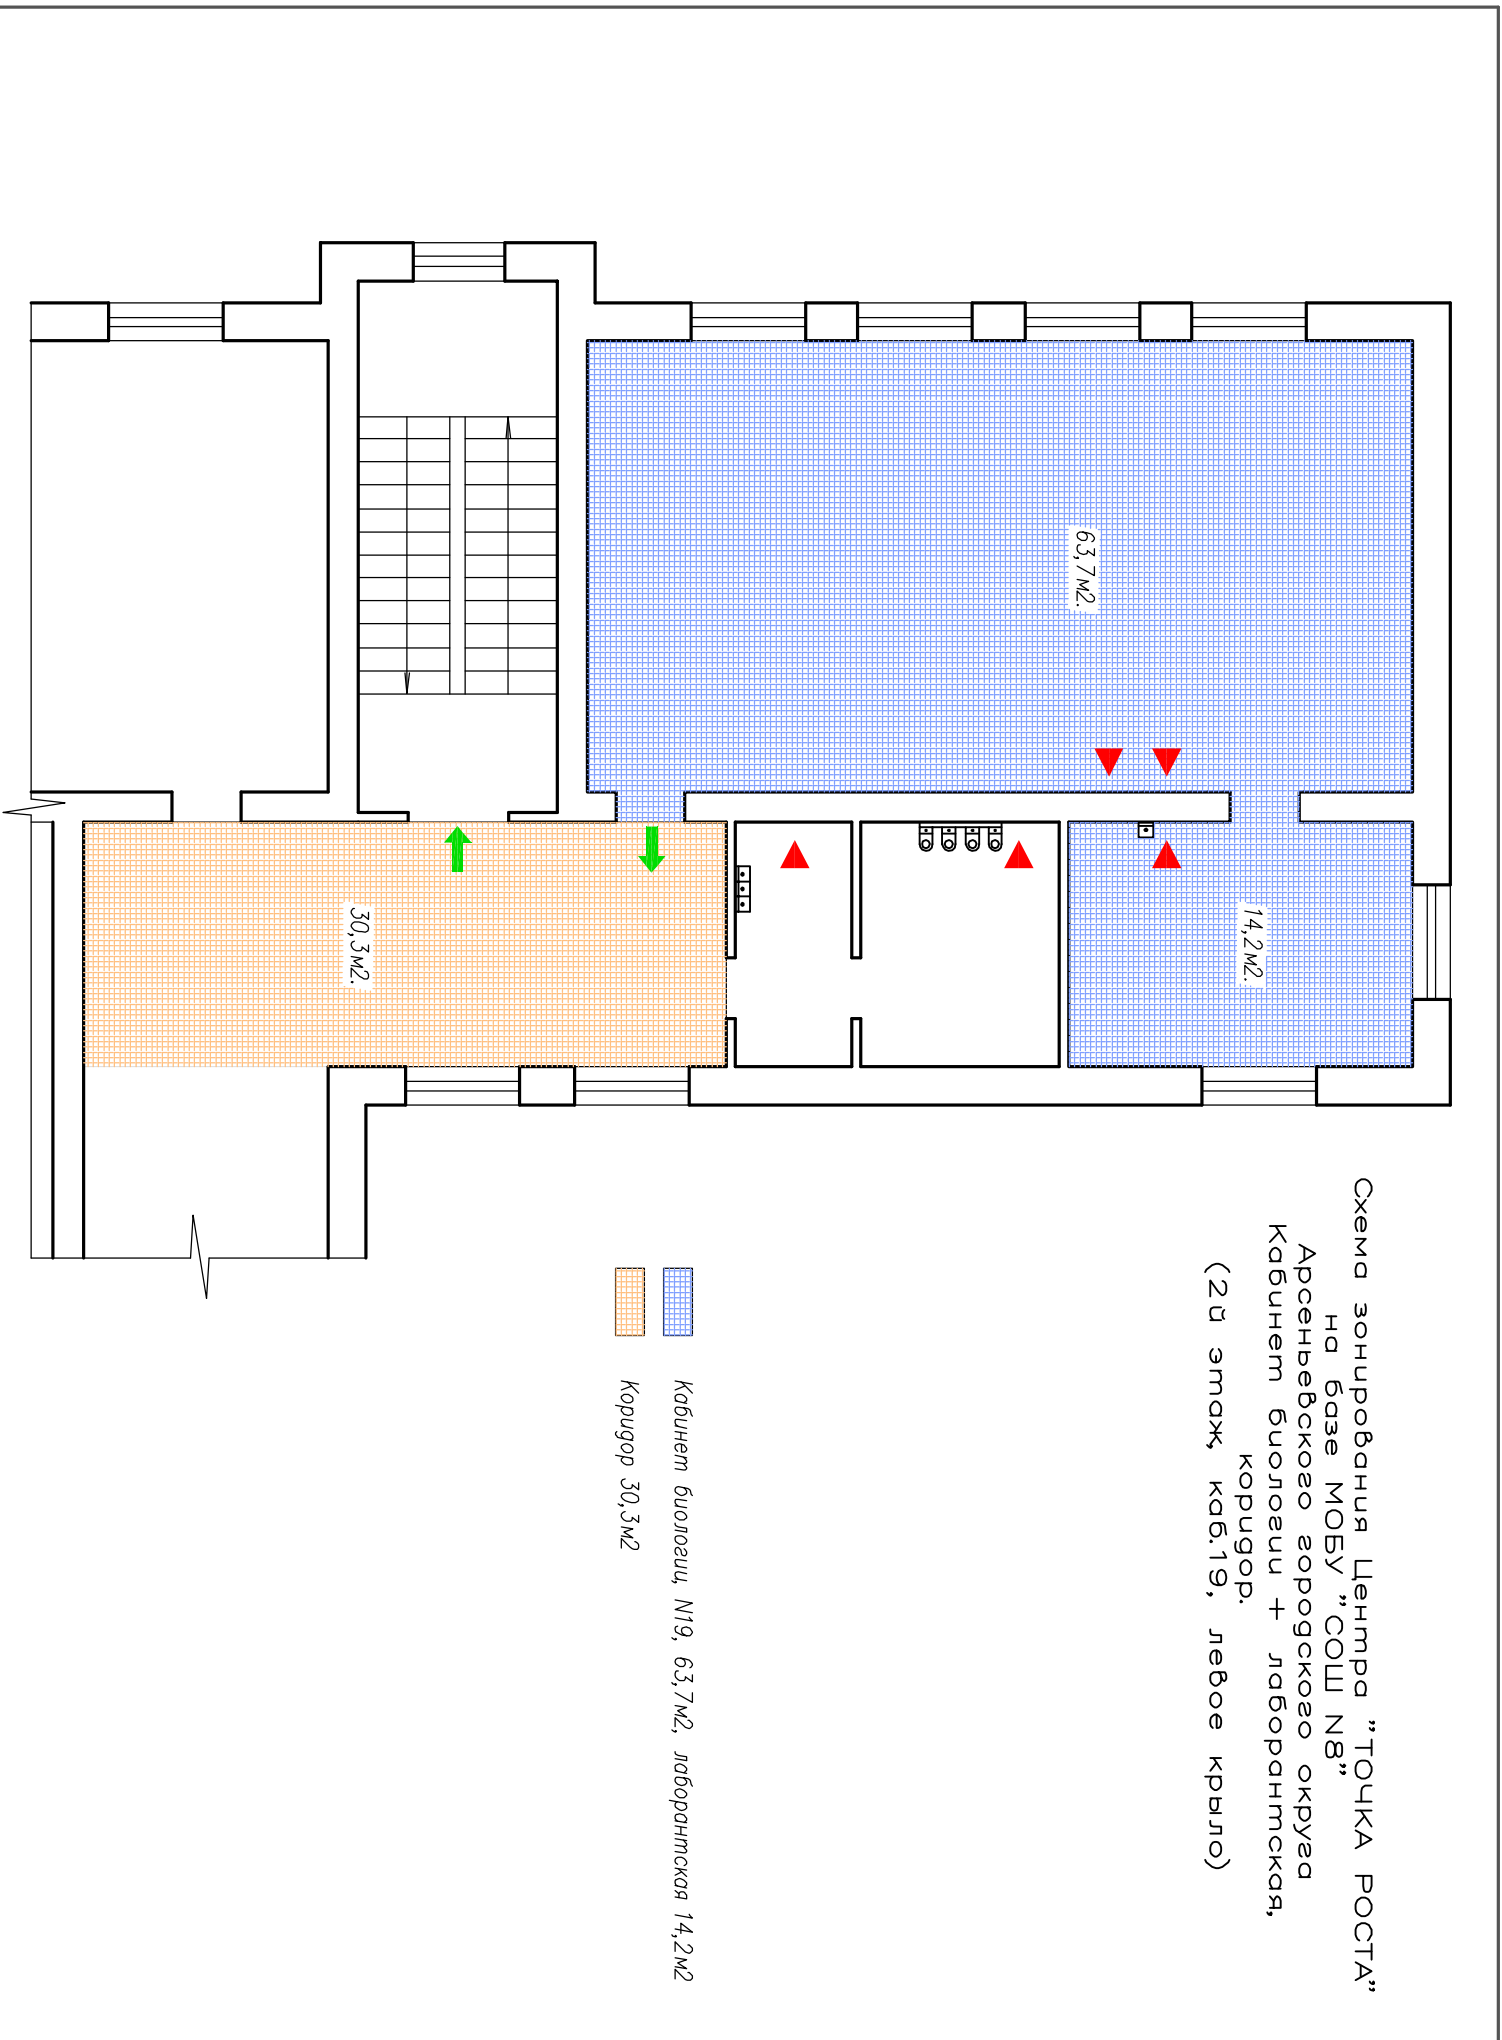 Схема зонирования Центра "ТОЧКА РОСТА"
на базе МОБУ "СОШ N8"
Арсеньевского городского округа
Кабинет биологии + лаборантская,
коридор.
(2й этаж, каб.19, левое крыло)
63,7м2.
14,2м2.
30,3м2.
Кабинет биологии, N19, 63,7м2, лаборантская 14,2м2
Коридор 30,3м2